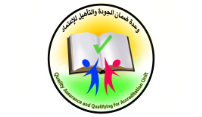 وحدة ضمان الجودة والتأهيل للإعتماد
Quality Assurance and Qualifying for Accreditation Unit